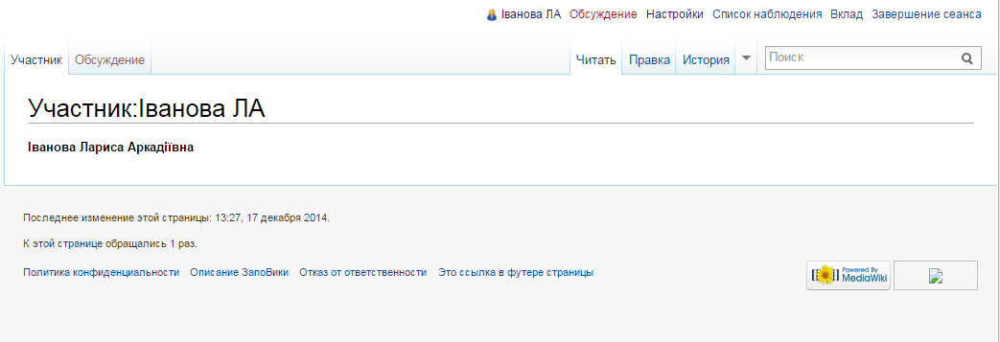 Іванова ЛА Обсуждение Настройки Список наблюдения Вклад Завершение сеанса
Участник Обсуждение Читать Правка История Поиск
Участник:Іванова ЛА
Іванова Лариса Аркадіївна
Последнее изменение этой страницы: 13:27, 17 декабря 2014.
К этой странице обращались 1 раз.
Политика конфиденциальности Описание ЗапоВики Отказ от ответственности Это ссылка в футере страницы
[[ ]] Powered By
MediaWiki